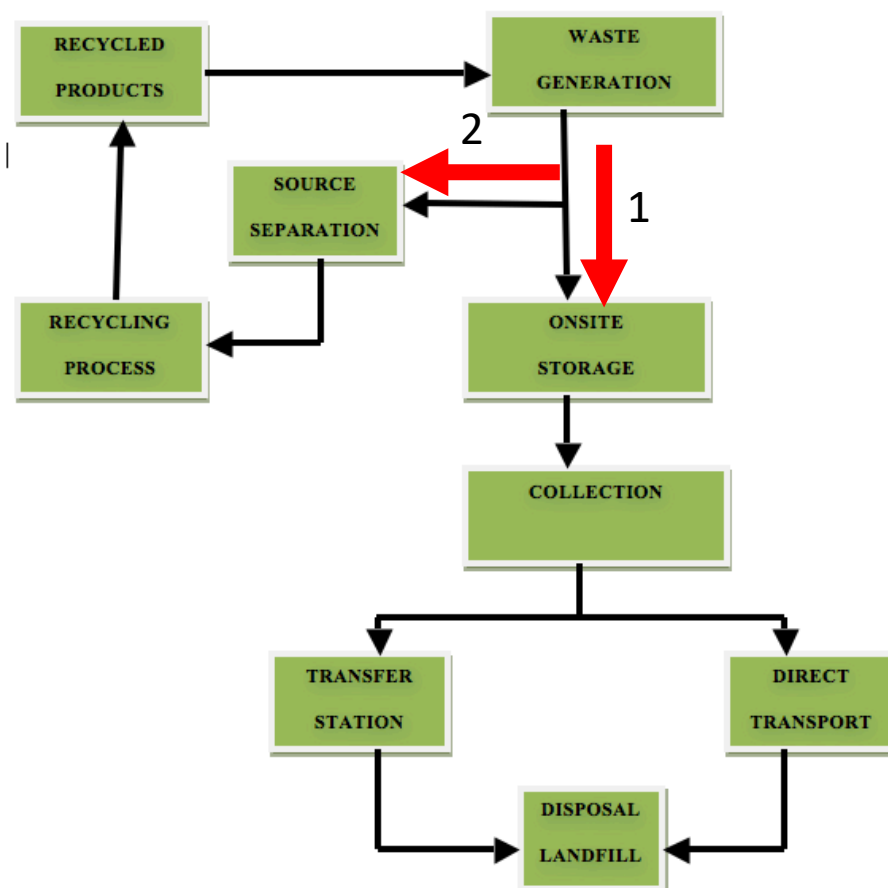 RECYCLED
PRODUCTS
WASTE
GENERATION
2
SOURCE
SEPARATION
1
RECYCLING
PROCESS
ONSITE
STORAGE
COLLECTION
TRANSFER
STATION
DIRECT
TRANSPORT
DISPOSAL
LANDFILL